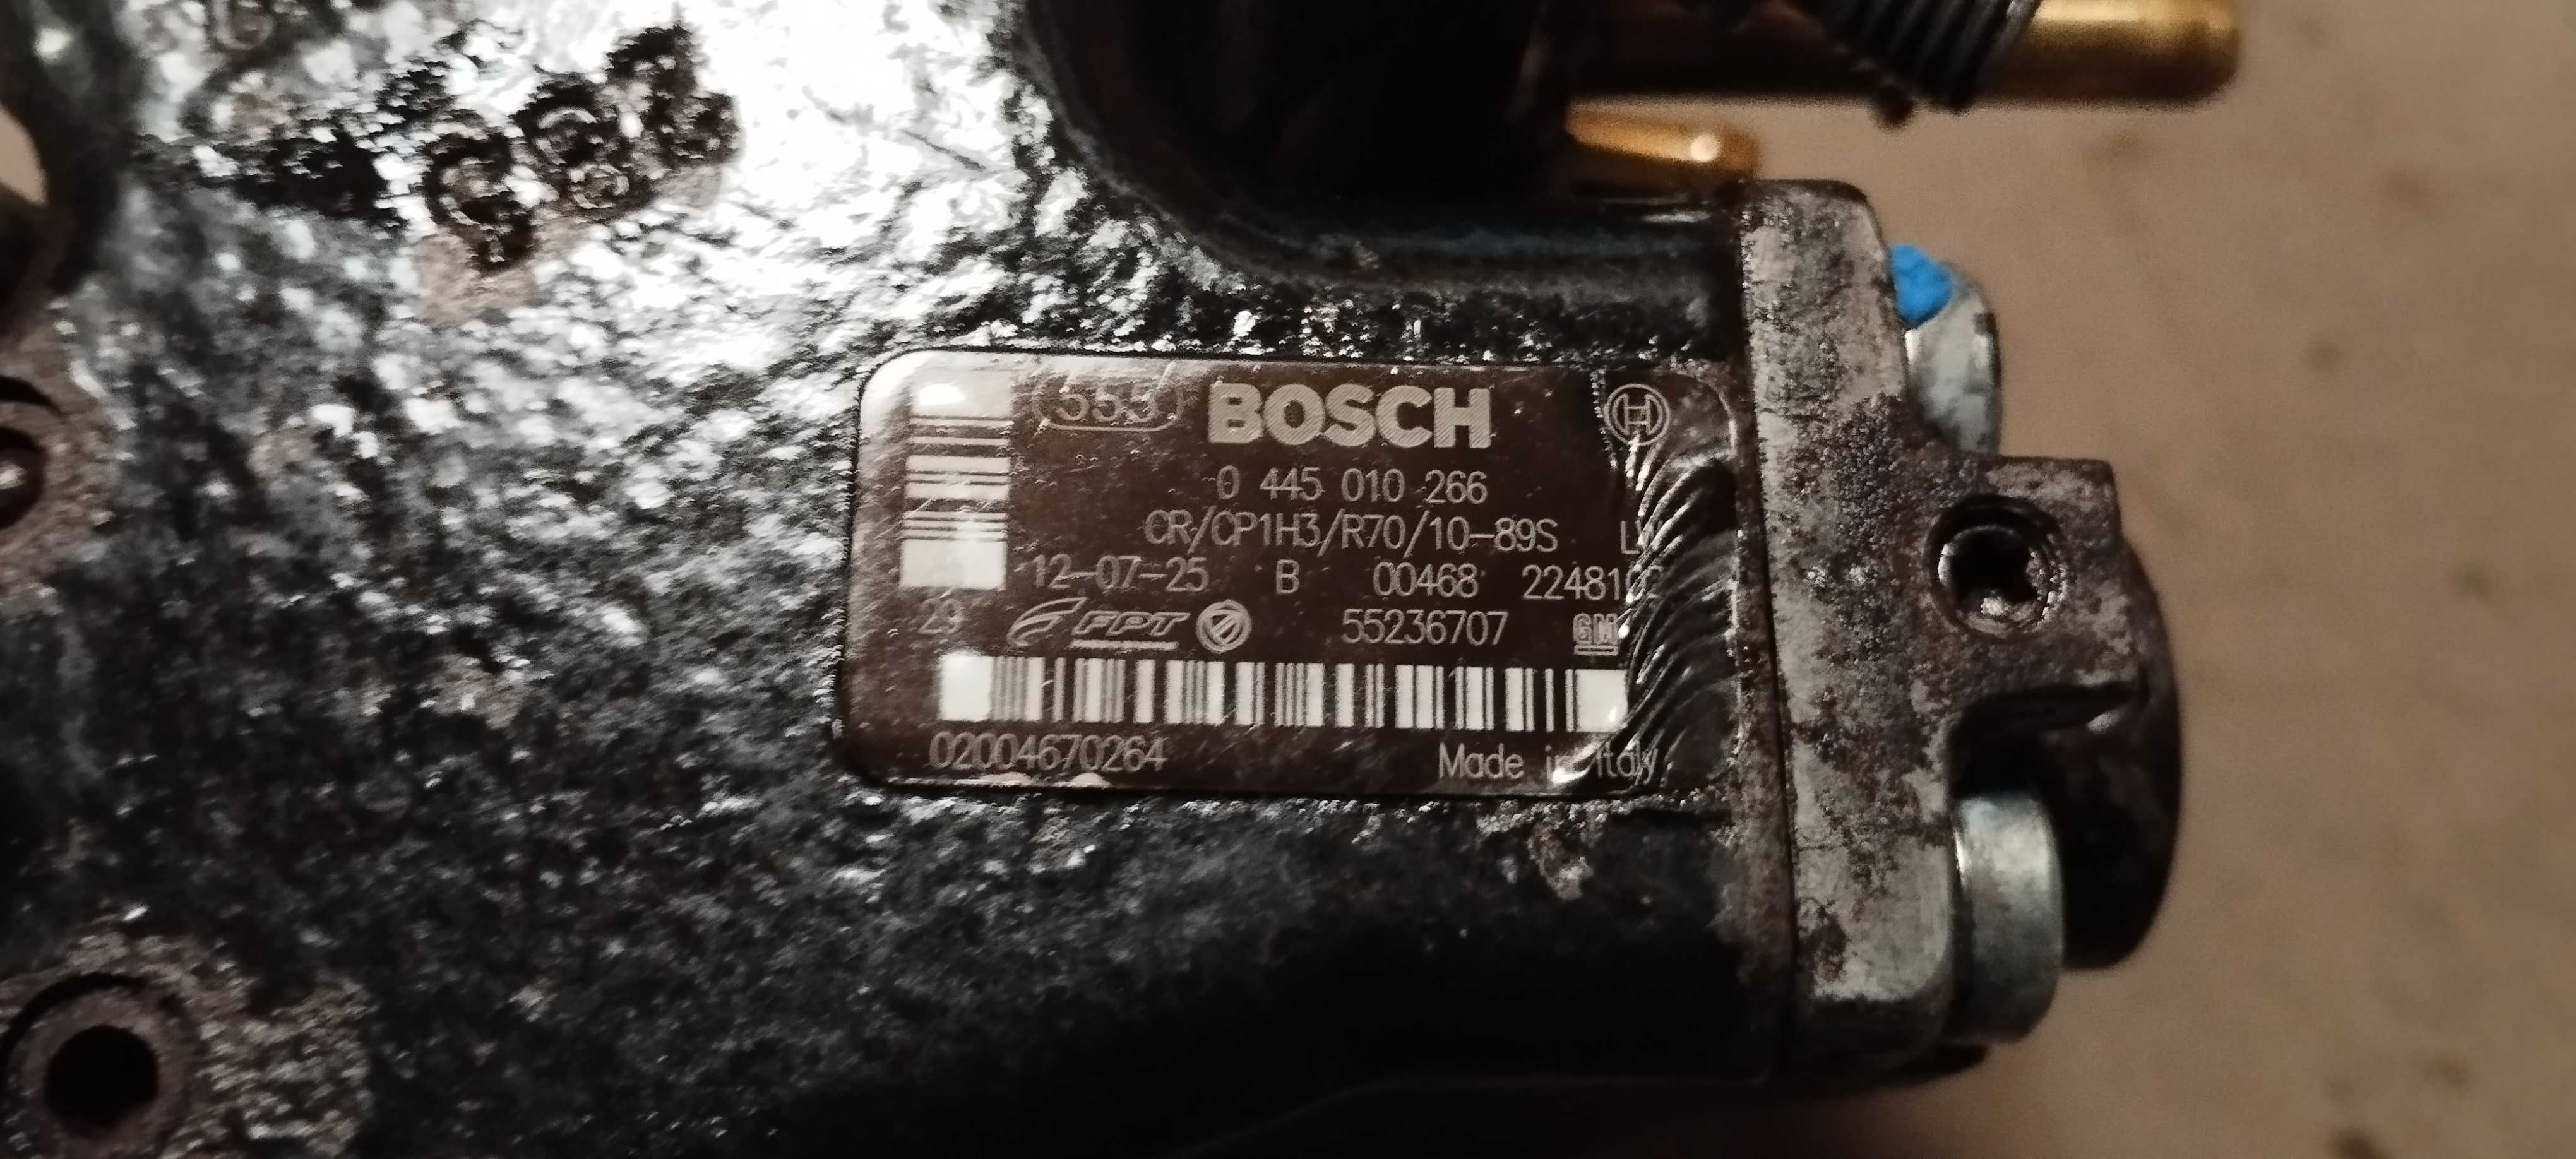 555 BOSCH
0 445 010 266
CR/CP1H3/R70/10-89S
12-07-25 B 00468
29 FPT 55236707 GM
02004670264 Made in Italy